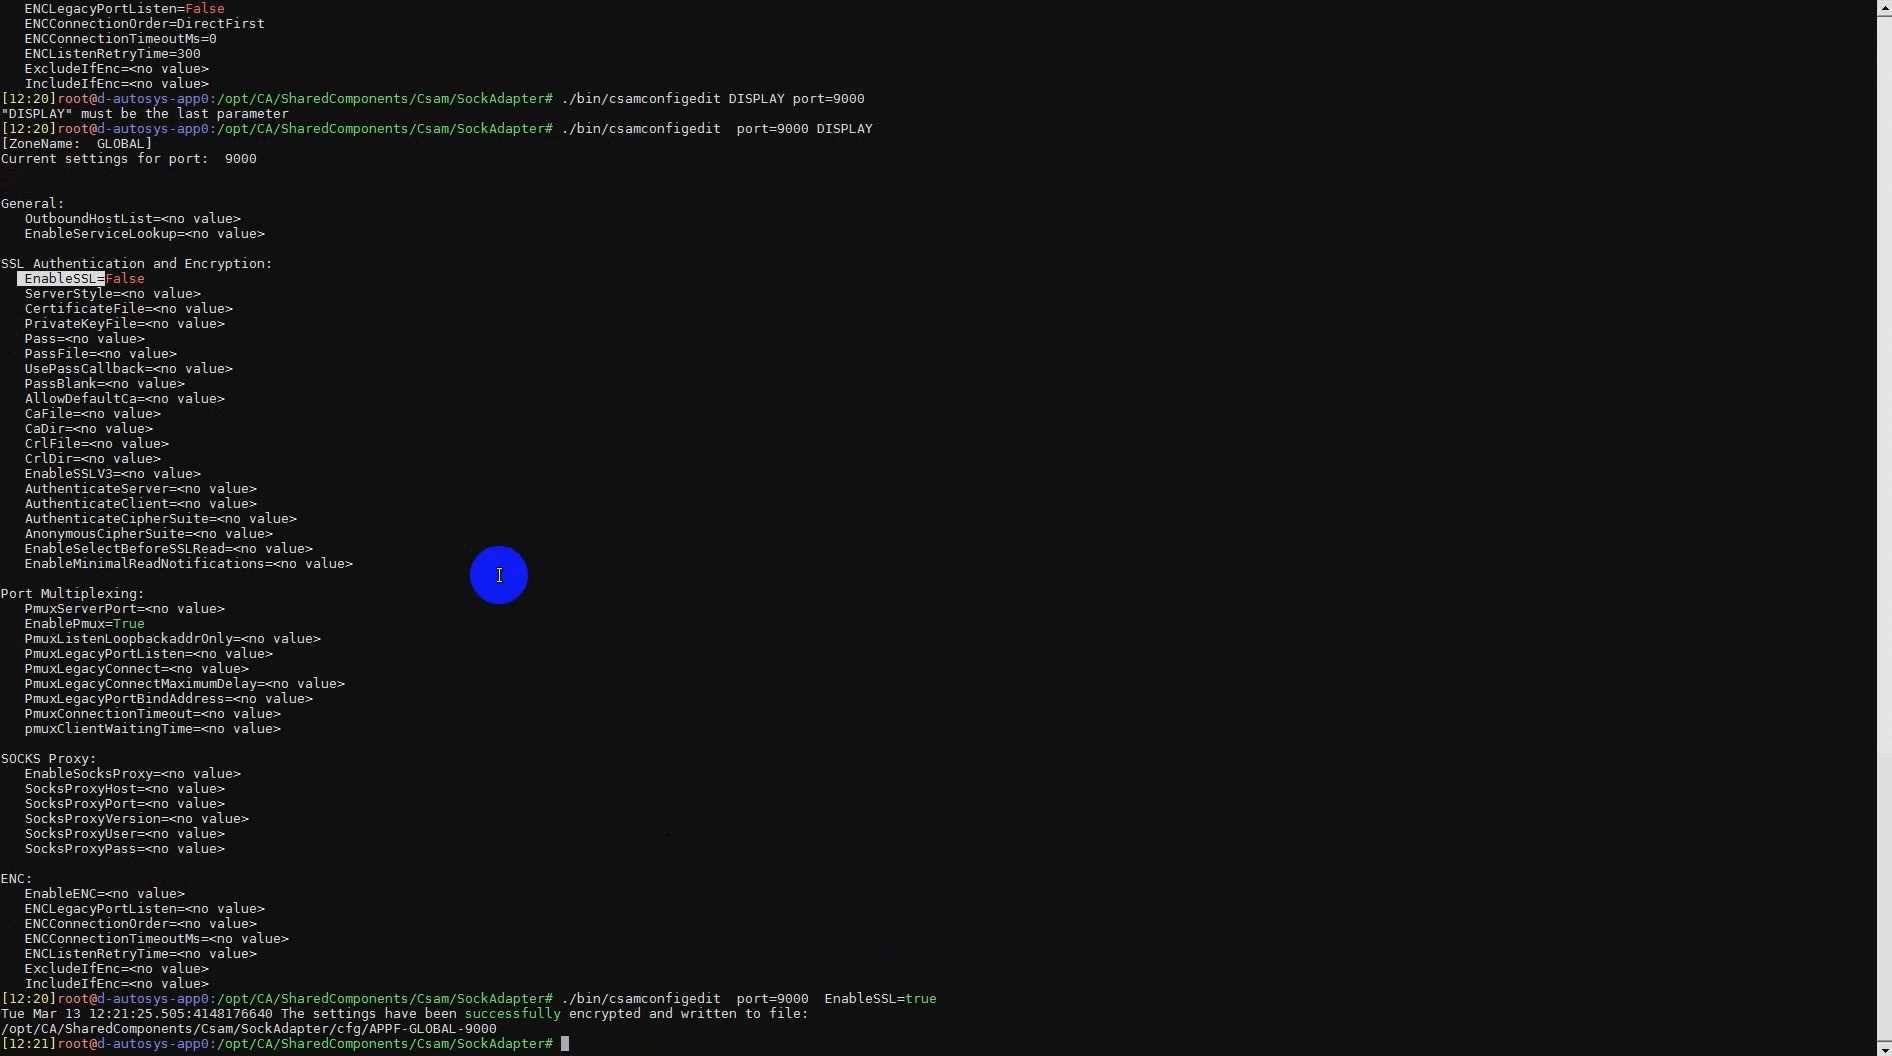 ENCLegacyPortListen=False
ENCConnectionOrder=DirectFirst
ENCConnectionTimeoutMs=0
ENCListenRetryTime=300
ExcludeIfEnc=<no value>
IncludeIfEnc=<no value>
[12:20]root@d-autosys-app0:/opt/CA/SharedComponents/Csam/SockAdapter# ./bin/csamconfigedit DISPLAY port=9000
"DISPLAY" must be the last parameter
[12:20]root@d-autosys-app0:/opt/CA/SharedComponents/Csam/SockAdapter# ./bin/csamconfigedit  port=9000 DISPLAY
[ZoneName:  GLOBAL]
Current settings for port:  9000
General:
OutboundHostList=<no value>
EnableServiceLookup=<no value>
SSL Authentication and Encryption:
EnableSSL=False
ServerStyle=<no value>
CertificateFile=<no value>
PrivateKeyFile=<no value>
Pass=<no value>
PassFile=<no value>
UsePassCallback=<no value>
PassBlank=<no value>
AllowDefaultCa=<no value>
CaFile=<no value>
CaDir=<no value>
CrlFile=<no value>
CrlDir=<no value>
EnableSSLV3=<no value>
AuthenticateServer=<no value>
AuthenticateClient=<no value>
AuthenticateCipherSuite=<no value>
AnonymousCipherSuite=<no value>
EnableSelectBeforeSSLRead=<no value>
EnableMinimalReadNotifications=<no value>
Port Multiplexing:
PmuxServerPort=<no value>
EnablePmux=True
PmuxListenLoopbackaddrOnly=<no value>
PmuxLegacyPortListen=<no value>
PmuxLegacyConnect=<no value>
PmuxLegacyConnectMaximumDelay=<no value>
PmuxLegacyPortBindAddress=<no value>
PmuxConnectionTimeout=<no value>
pmuxClientWaitingTime=<no value>
SOCKS Proxy:
EnableSocksProxy=<no value>
SocksProxyHost=<no value>
SocksProxyPort=<no value>
SocksProxyVersion=<no value>
SocksProxyUser=<no value>
SocksProxyPass=<no value>
ENC:
EnableENC=<no value>
ENCLegacyPortListen=<no value>
ENCConnectionOrder=<no value>
ENCConnectionTimeoutMs=<no value>
ENCListenRetryTime=<no value>
ExcludeIfEnc=<no value>
IncludeIfEnc=<no value>
[12:20]root@d-autosys-app0:/opt/CA/SharedComponents/Csam/SockAdapter# ./bin/csamconfigedit  port=9000  EnableSSL=true
Tue Mar 13 12:21:25.505:4148176640 The settings have been successfully encrypted and written to file:
/opt/CA/SharedComponents/Csam/SockAdapter/cfg/APPF-GLOBAL-9000
[12:21]root@d-autosys-app0:/opt/CA/SharedComponents/Csam/SockAdapter#